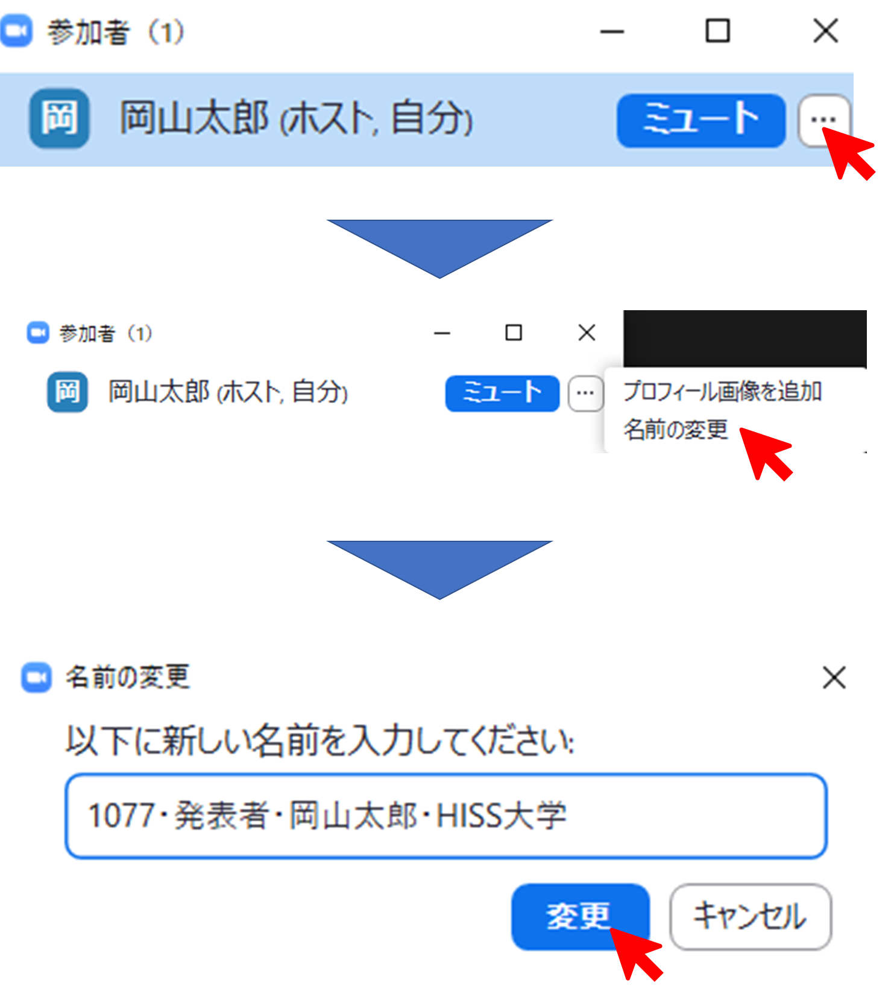 参加者（1）
岡 岡山太郎 (ホスト, 自分) ミュート ...
参加者（1）
岡 岡山太郎 (ホスト, 自分) ミュート ... プロフィール画像を追加
名前の変更
名前の変更
以下に新しい名前を入力してください:
1077・発表者・岡山太郎・HISS大学
変更 キャンセル